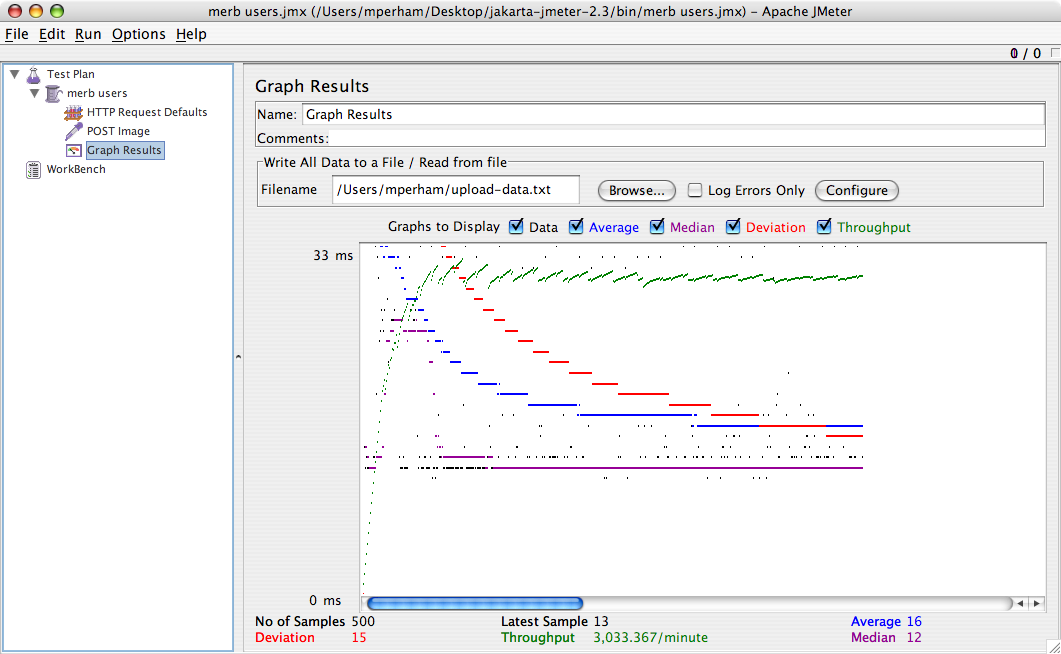 merb users.jmx (/Users/mperham/Desktop/jakarta-jmeter-2.3/bin/merb users.jmx) – Apache JMeter
File Edit Run Options Help
0 / 0
Test Plan
merb users
HTTP Request Defaults
POST Image
Graph Results
WorkBench
Graph Results
Name: Graph Results
Comments:
Write All Data to a File / Read from file
Filename /Users/mperham/upload-data.txt Browse... Log Errors Only Configure
Graphs to Display Data Average Median Deviation Throughput
33 ms
0 ms
No of Samples 500 Latest Sample 13 Average 16
Deviation 15 Throughput 3,033.367/minute Median 12